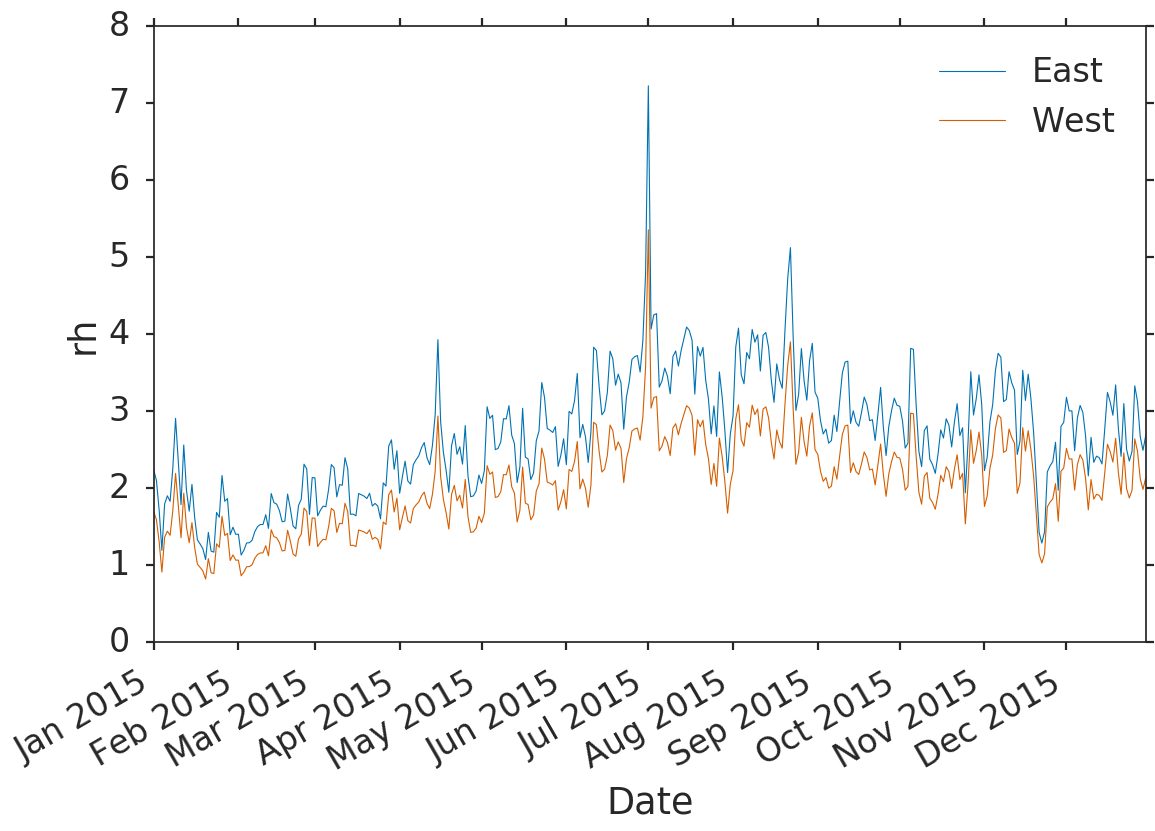 8
7
6
5
4
3
2
1
0
rh
East
West
Jan 2015
Feb 2015
Mar 2015
Apr 2015
May 2015
Jun 2015
Jul 2015
Aug 2015
Sep 2015
Oct 2015
Nov 2015
Dec 2015
Date